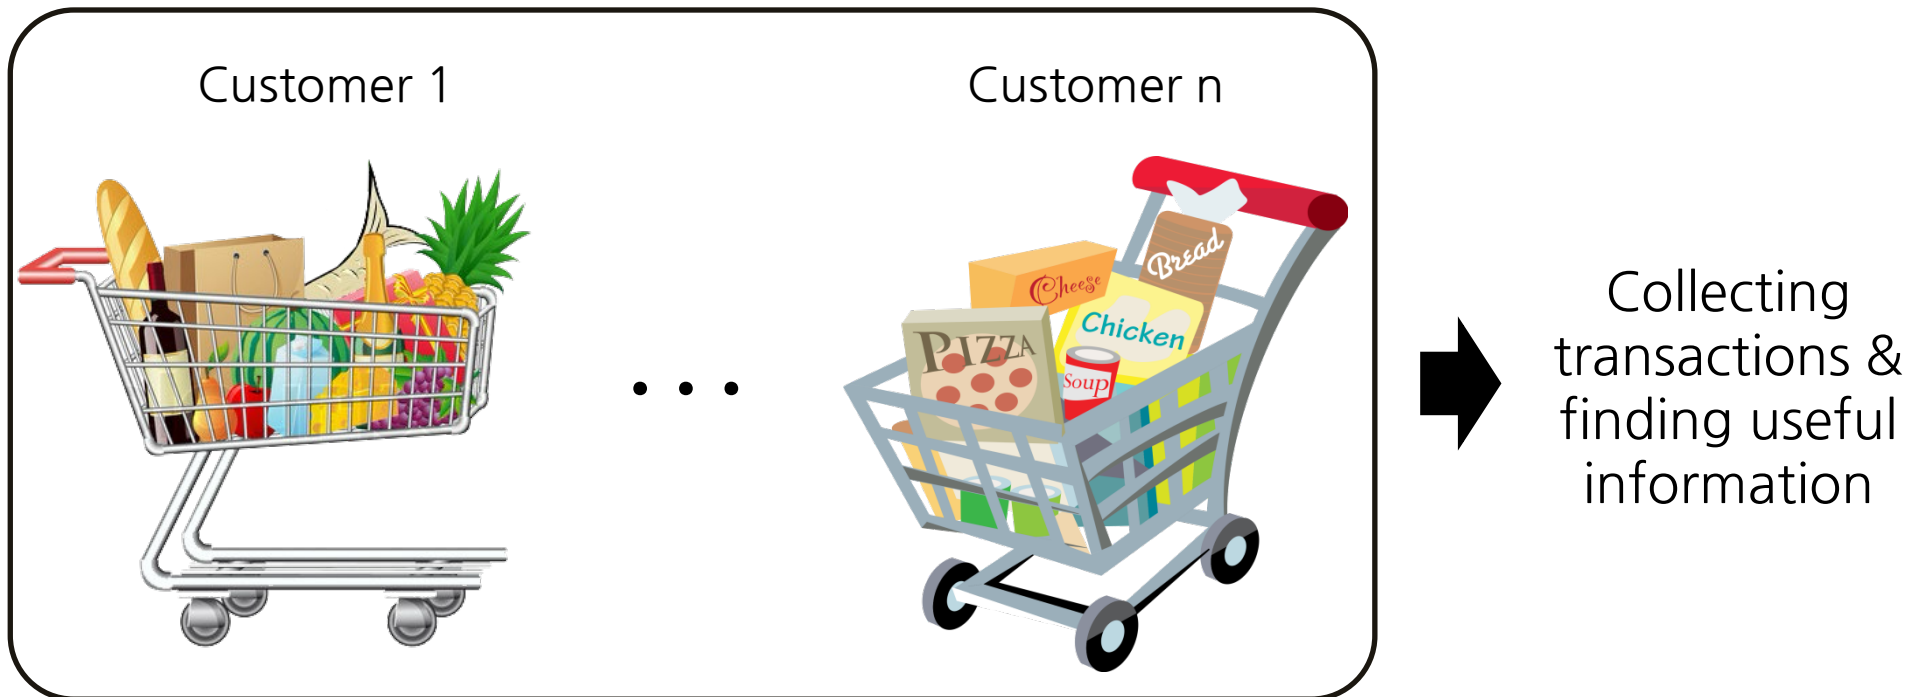 Customer 1
Customer n
Bread
Cheese
Chicken
PIZZA
Soup
Collecting
transactions &
finding useful
information